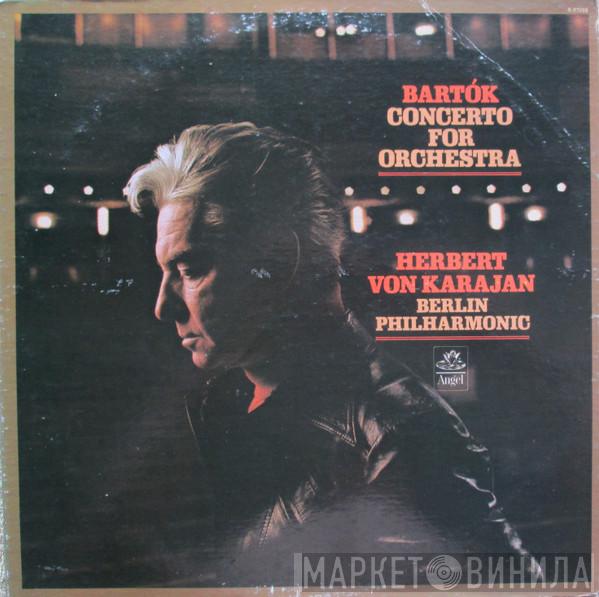 BARTÓK
CONCERTO
FOR
ORCHESTRA
HERBERT
VON KARAJAN
BERLIN
PHILHARMONIC
Angel
МАРКЕТ ВИНИЛА